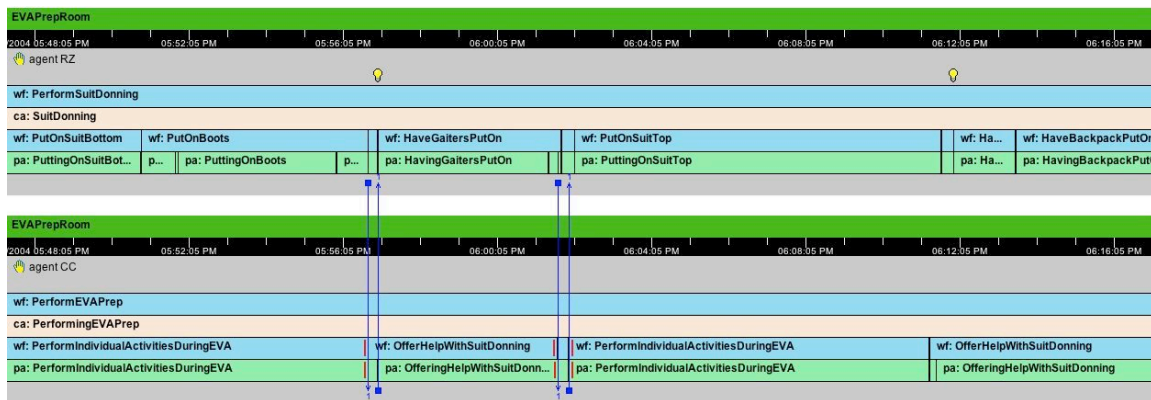 EVAPrepRoom
/2004 05:48:05 PM 05:52:05 PM 05:56:05 PM 06:00:05 PM 06:04:05 PM 06:08:05 PM 06:12:05 PM 06:16:05 PM
agent RZ
wf: PerformSuitDonning
ca: SuitDonning
wf: PutOnSuitBottom wf: PutOnBoots wf: HaveGaitersPutOn wf: PutOnSuitTop wf: Ha... wf: HaveBackpackPutOn
pa: PuttingOnSuitBot... p... pa: PuttingOnBoots p... pa: HavingGaitersPutOn pa: PuttingOnSuitTop pa: Ha... pa: HavingBackpackPut
1 1
EVAPrepRoom
/2004 05:48:05 PM 05:52:05 PM 05:56:05 PM 06:00:05 PM 06:04:05 PM 06:08:05 PM 06:12:05 PM 06:16:05 PM
agent CC
wf: PerformEVAPrep
ca: PerformingEVAPrep
wf: PerformIndividualActivitiesDuringEVA wf: OfferHelpWithSuitDonning wf: PerformIndividualActivitiesDuringEVA wf: OfferHelpWithSuitDonning
pa: PerformIndividualActivitiesDuringEVA pa: OfferingHelpWithSuitDonn... pa: PerformIndividualActivitiesDuringEVA pa: OfferingHelpWithSuitDonning
1 1